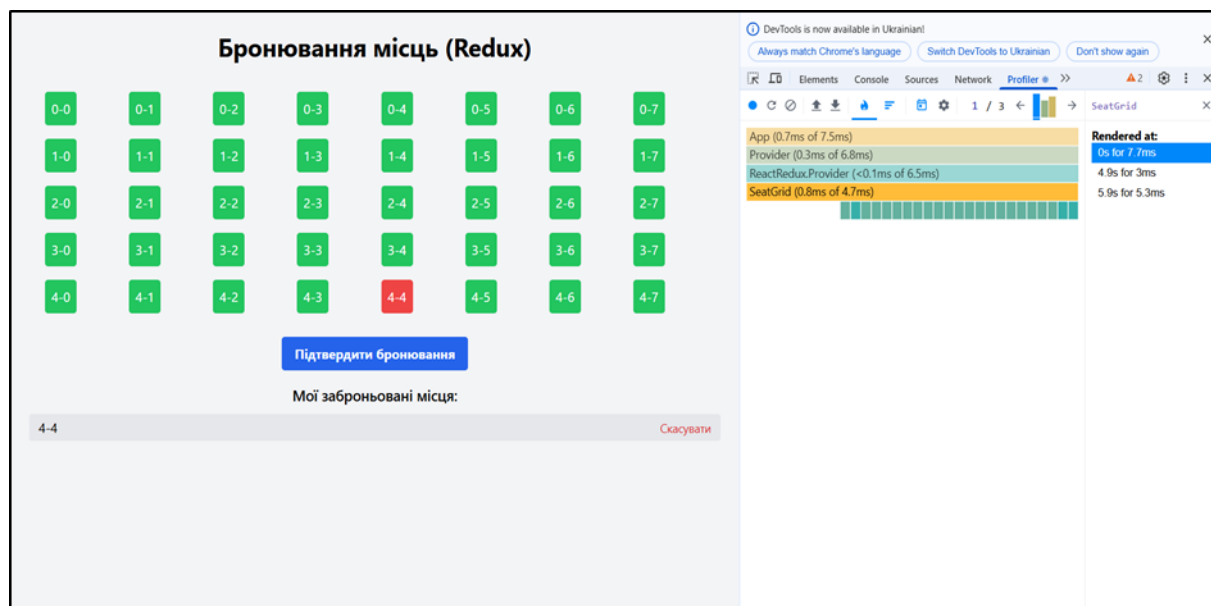 Бронювання місць (Redux)
0-0 0-1 0-2 0-3 0-4 0-5 0-6 0-7
1-0 1-1 1-2 1-3 1-4 1-5 1-6 1-7
2-0 2-1 2-2 2-3 2-4 2-5 2-6 2-7
3-0 3-1 3-2 3-3 3-4 3-5 3-6 3-7
4-0 4-1 4-2 4-3 4-4 4-5 4-6 4-7
Підтвердити бронювання
Мої заброньовані місця:
4-4 Скасувати
DevTools is now available in Ukrainian!
Always match Chrome's language Switch DevTools to Ukrainian Don't show again
Elements Console Sources Network Profiler 2
1 / 3 SeatGrid
App (0.7ms of 7.5ms)
Provider (0.3ms of 6.8ms)
ReactRedux.Provider (<0.1ms of 6.5ms)
SeatGrid (0.8ms of 4.7ms)
Rendered at:
0s for 7.7ms
4.9s for 3ms
5.9s for 5.3ms